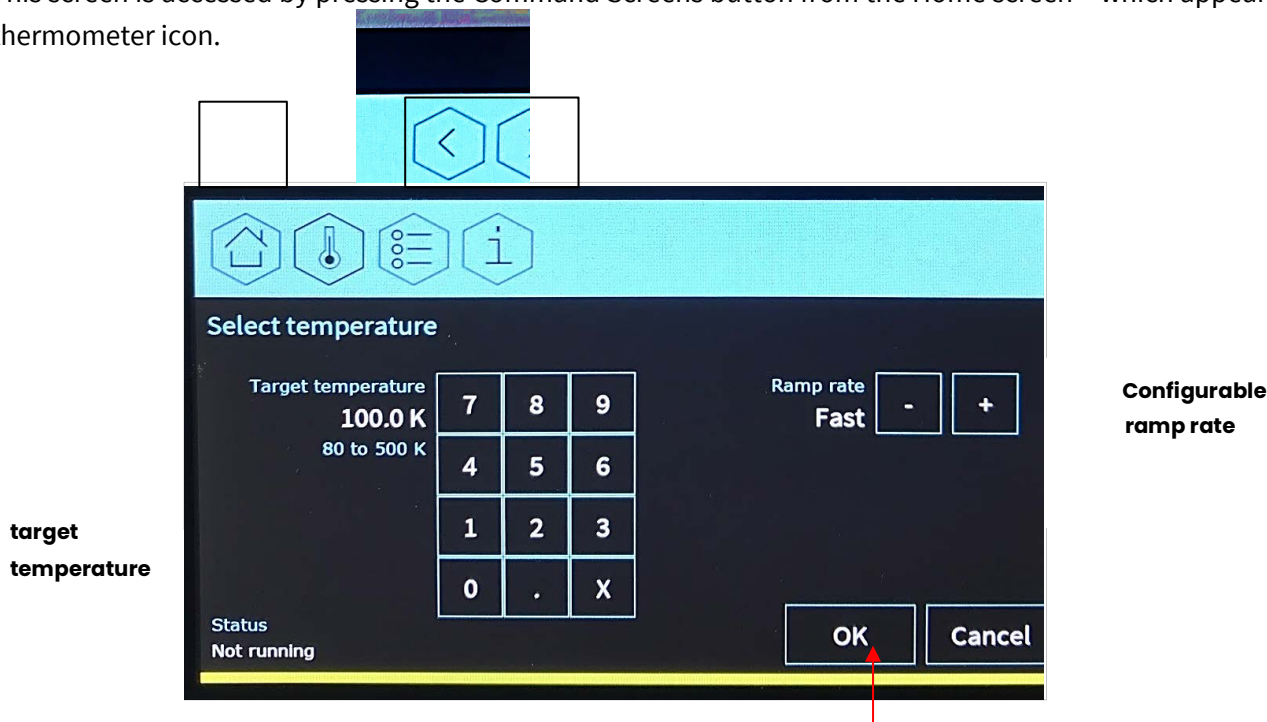 his screen is accessed by pressing the Command Screens button from the Home screen – which appear
thermometer icon.
<
i
Select temperature
Target temperature
100.0 K
80 to 500 K
7 8 9
4 5 6
1 2 3
0 . X
Ramp rate
Fast
- +
Configurable
ramp rate
target
temperature
Status
Not running
OK Cancel